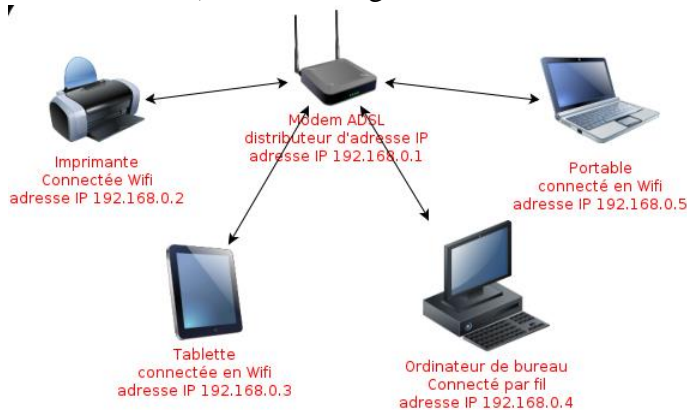 Modem ADSL
distributeur d'adresse IP
adresse IP 192.168.0.1
Imprimante
Connectée Wifi
adresse IP 192.168.0.2
Portable
connecté en Wifi
adresse IP 192.168.0.5
Tablette
connectée en Wifi
adresse IP 192.168.0.3
Ordinateur de bureau
Connecté par fil
adresse IP 192.168.0.4